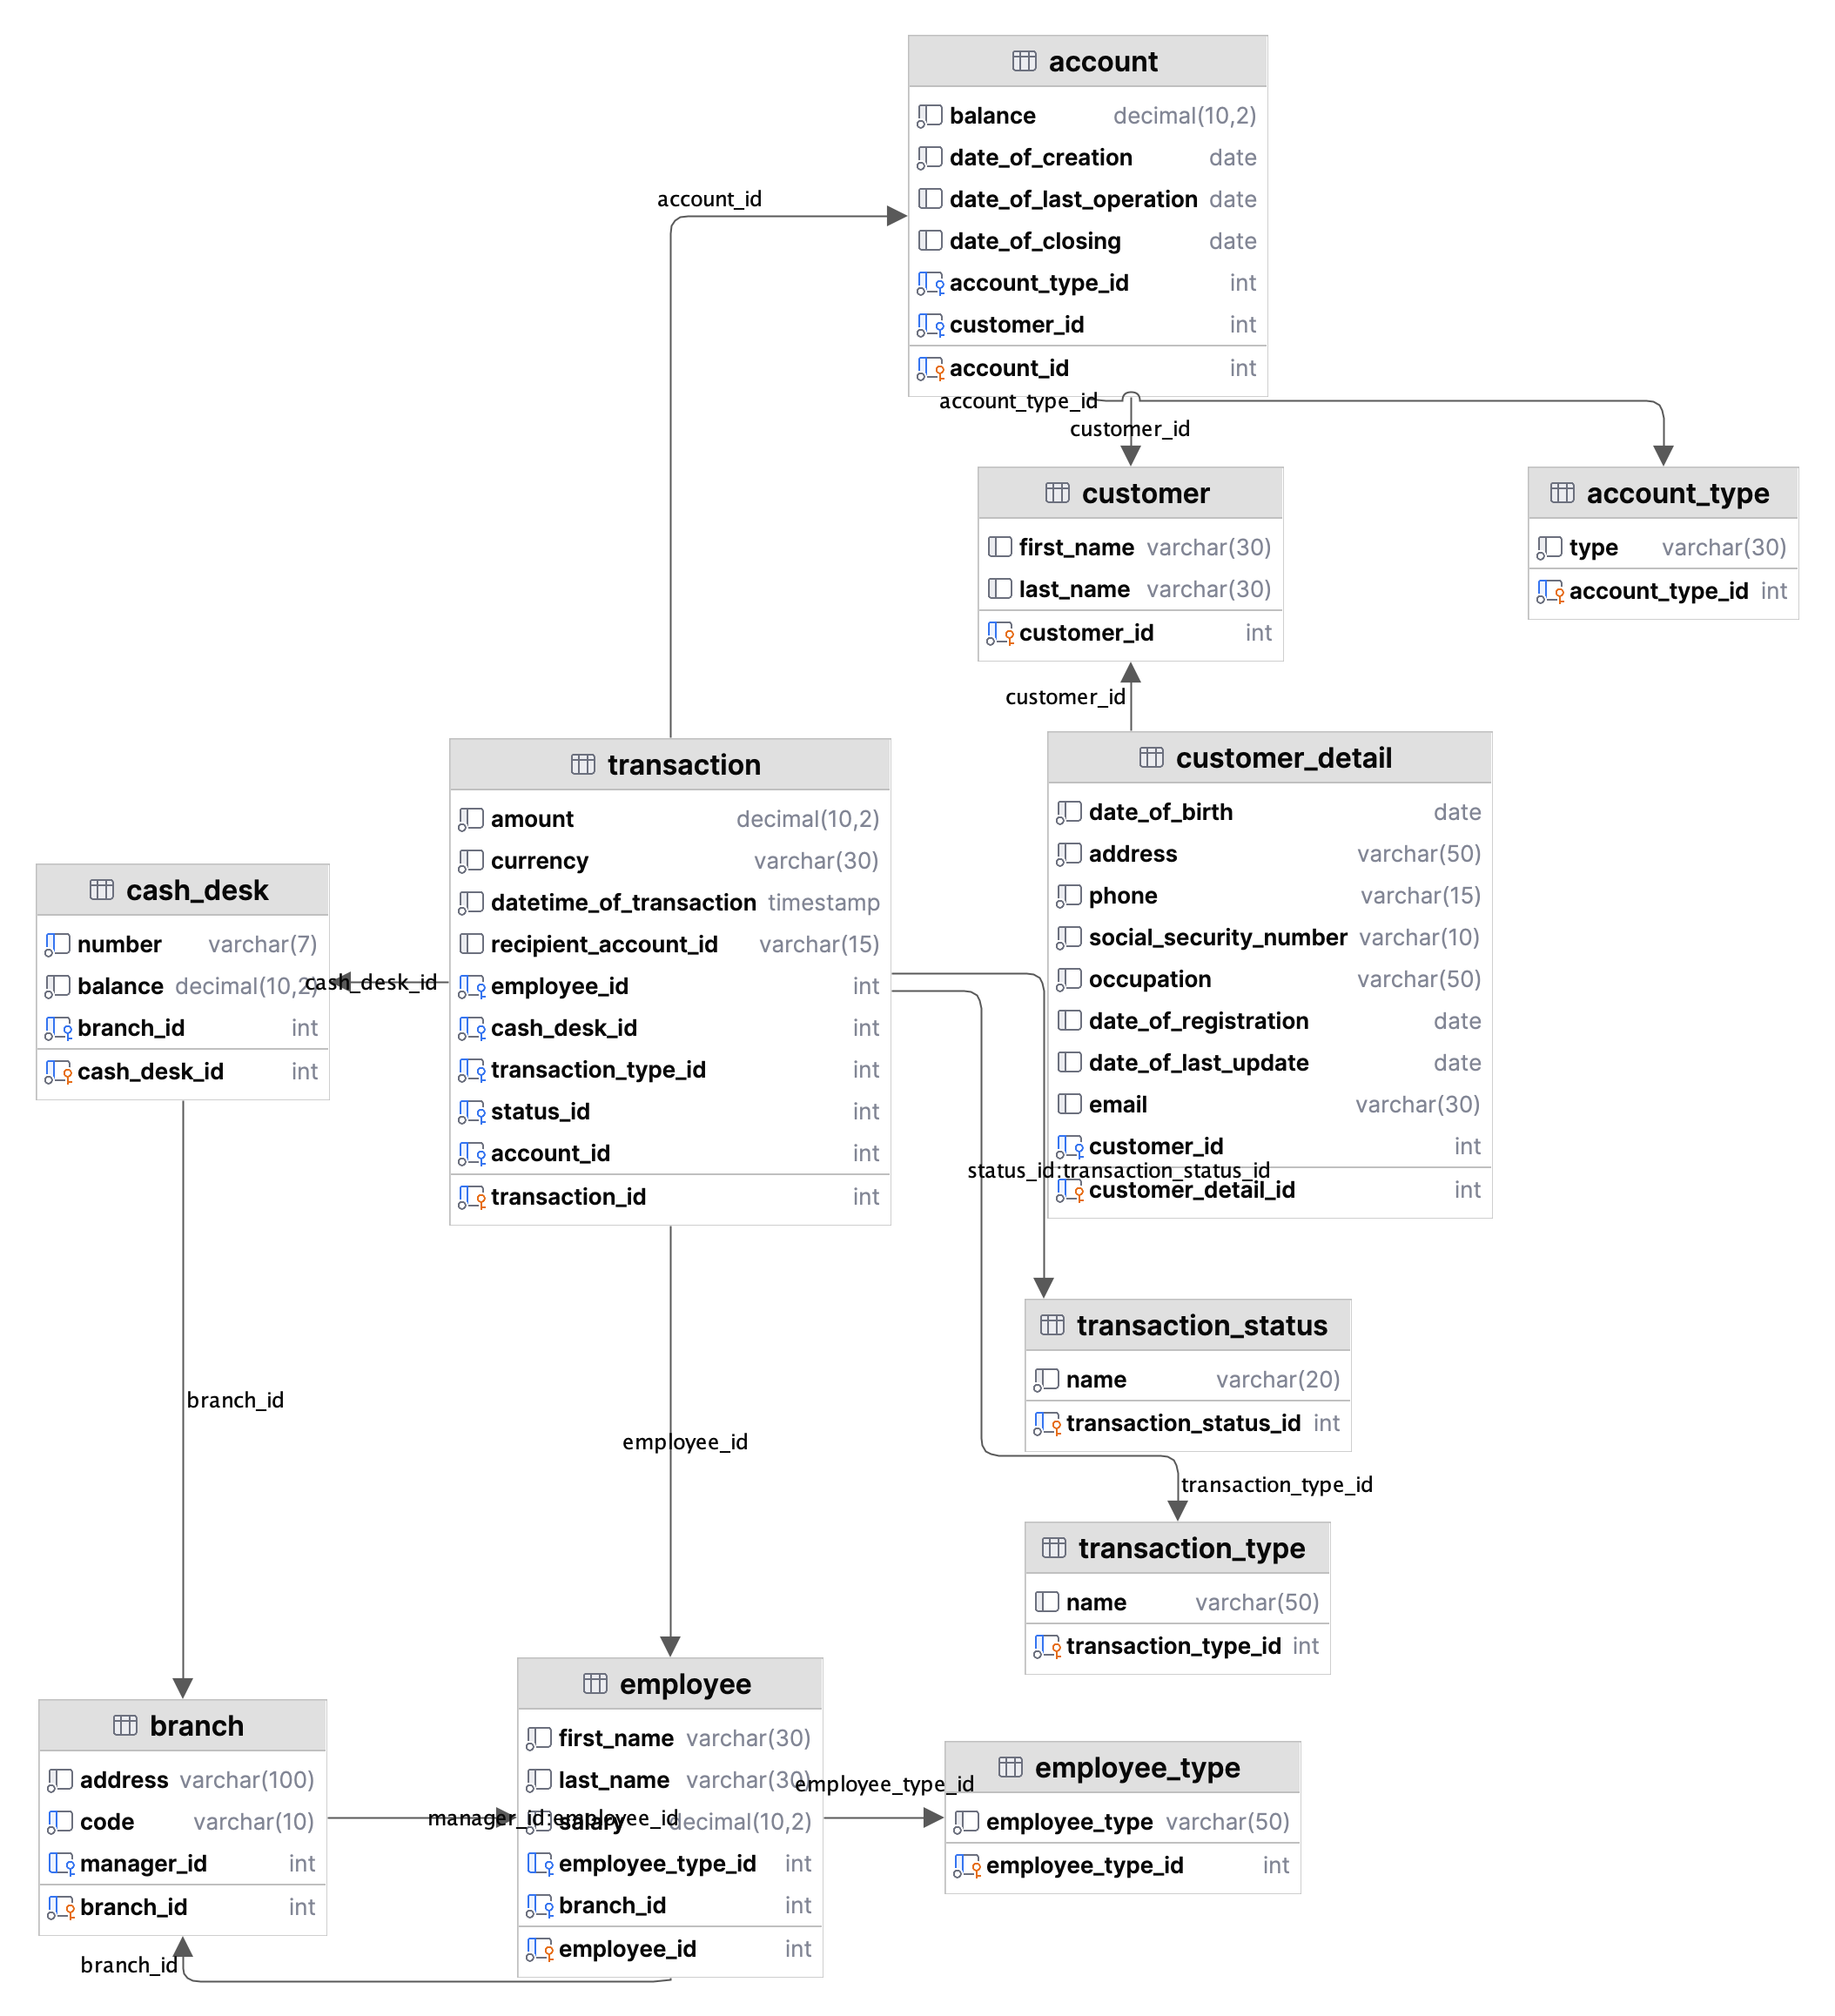 account
balance decimal(10,2)
date_of_creation date
date_of_last_operation date
date_of_closing date
account_type_id int
customer_id int
account_id int
account_id
account_type_id
customer_id
customer
first_name varchar(30)
last_name varchar(30)
customer_id int
account_type
type varchar(30)
account_type_id int
customer_id
transaction
amount decimal(10,2)
currency varchar(30)
datetime_of_transaction timestamp
recipient_account_id varchar(15)
employee_id int
cash_desk_id int
transaction_type_id int
status_id int
account_id int
transaction_id int
customer_detail
date_of_birth date
address varchar(50)
phone varchar(15)
social_security_number varchar(10)
occupation varchar(50)
date_of_registration date
date_of_last_update date
email varchar(30)
customer_id int
customer_detail_id int
status_id:transaction_status_id
cash_desk
number varchar(7)
balance decimal(10,2)
branch_id int
cash_desk_id int
cash_desk_id
transaction_status
name varchar(20)
transaction_status_id int
branch_id
employee_id
transaction_type_id
transaction_type
name varchar(50)
transaction_type_id int
branch
address varchar(100)
code varchar(10)
manager_id int
branch_id int
manager_id:employee_id
employee
first_name varchar(30)
last_name varchar(30)
salary decimal(10,2)
employee_type_id int
branch_id int
employee_id int
employee_type_id
employee_type
employee_type varchar(50)
employee_type_id int
branch_id